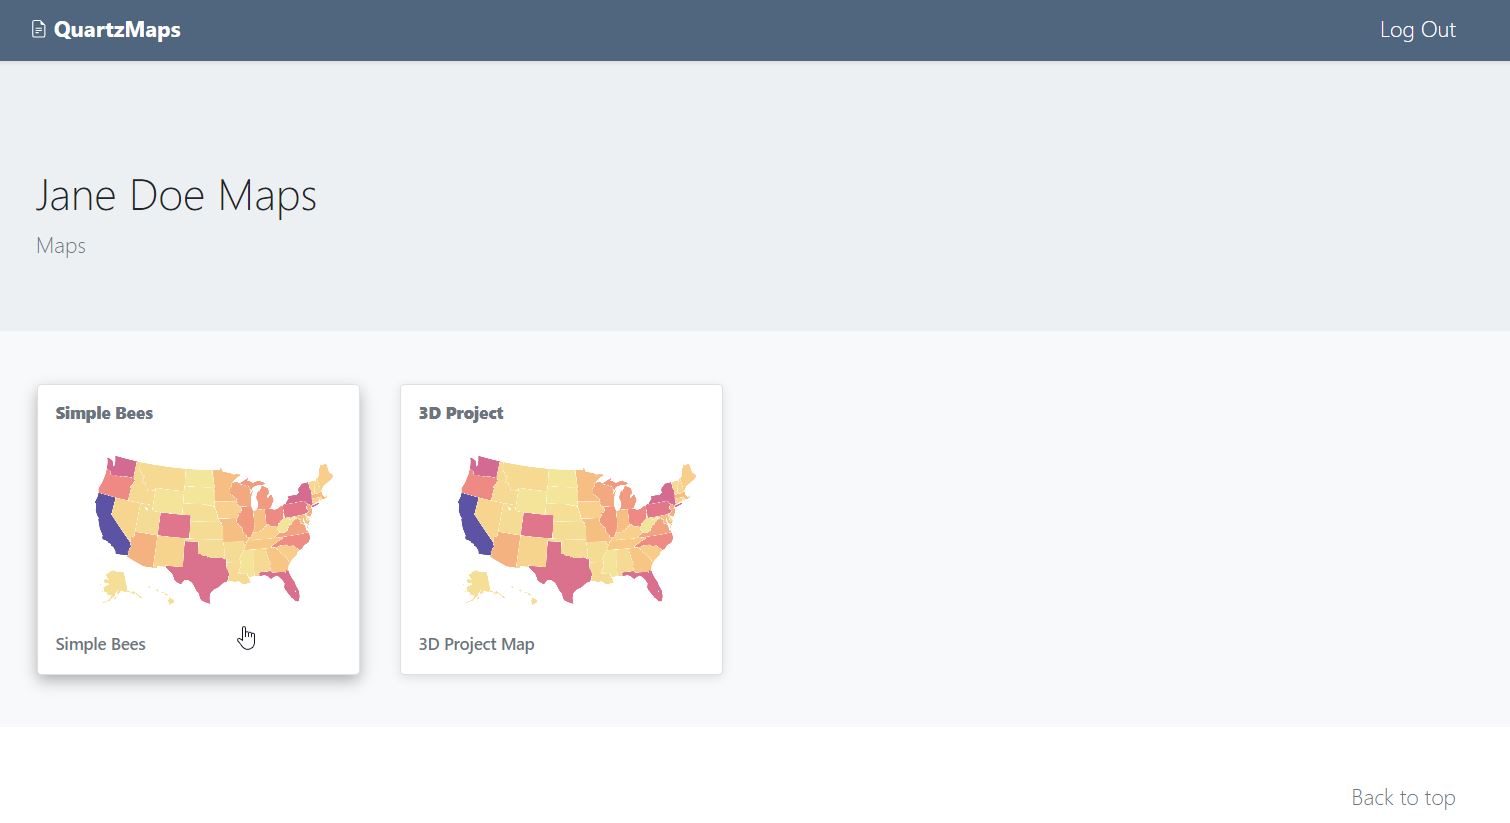 QuartzMaps
Log Out
Jane Doe Maps
Maps
Simple Bees
Simple Bees
3D Project
3D Project Map
Back to top